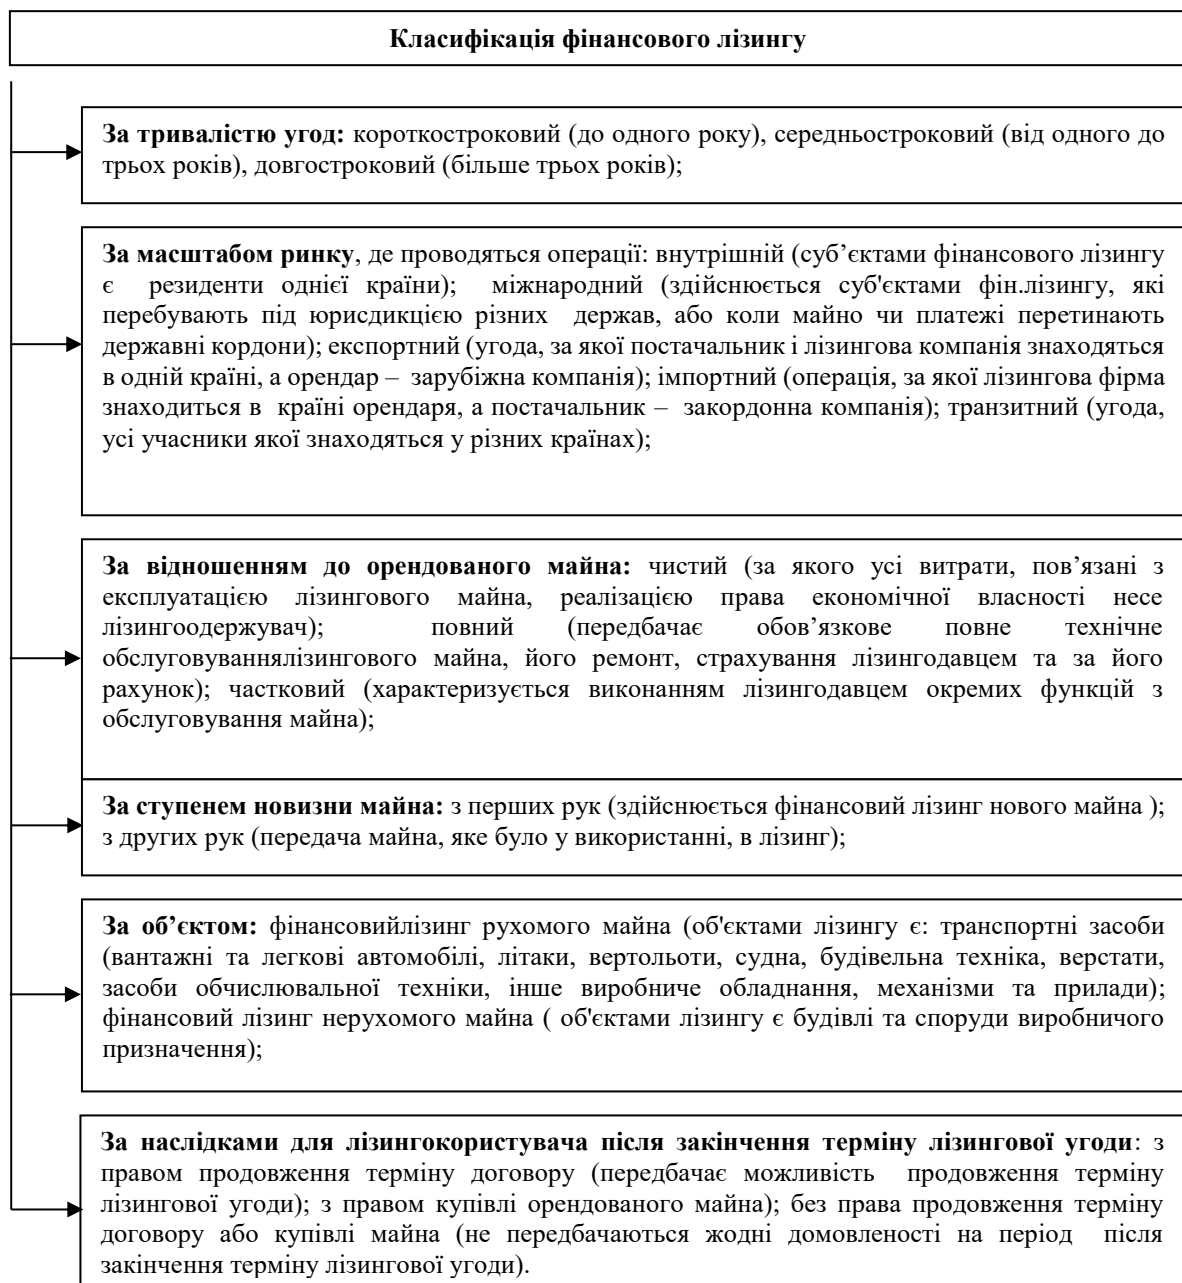 Класифікація фінансового лізингу
За тривалістю угод: короткостроковий (до одного року), середньостроковий (від одного до
трьох років), довгостроковий (більше трьох років);
За масштабом ринку, де проводяться операції: внутрішній (суб’єктами фінансового лізингу
є резиденти однієї країни); міжнародний (здійснюється суб'єктами фін.лізингу, які
перебувають під юрисдикцією різних держав, або коли майно чи платежі перетинають
державні кордони); експортний (угода, за якої постачальник і лізингова компанія знаходяться
в одній країні, а орендар – зарубіжна компанія); імпортний (операція, за якої лізингова фірма
знаходиться в країні орендаря, а постачальник – закордонна компанія); транзитний (угода,
усі учасники якої знаходяться у різних країнах);
За відношенням до орендованого майна: чистий (за якого усі витрати, пов’язані з
експлуатацією лізингового майна, реалізацією права економічної власності несе
лізингоодержувач); повний (передбачає обов’язкове повне технічне
обслуговуваннялізингового майна, його ремонт, страхування лізингодавцем та за його
рахунок); частковий (характеризується виконанням лізингодавцем окремих функцій з
обслуговування майна);
За ступенем новизни майна: з перших рук (здійснюється фінансовий лізинг нового майна );
з других рук (передача майна, яке було у використанні, в лізинг);
За об’єктом: фінансовийлізинг рухомого майна (об'єктами лізингу є: транспортні засоби
(вантажні та легкові автомобілі, літаки, вертольоти, судна, будівельна техніка, верстати,
засоби обчислювальної техніки, інше виробниче обладнання, механізми та прилади);
фінансовий лізинг нерухомого майна ( об'єктами лізингу є будівлі та споруди виробничого
призначення);
За наслідками для лізингокористувача після закінчення терміну лізингової угоди: з
правом продовження терміну договору (передбачає можливість продовження терміну
лізингової угоди); з правом купівлі орендованого майна); без права продовження терміну
договору або купівлі майна (не передбачаються жодні домовленості на період після
закінчення терміну лізингової угоди).